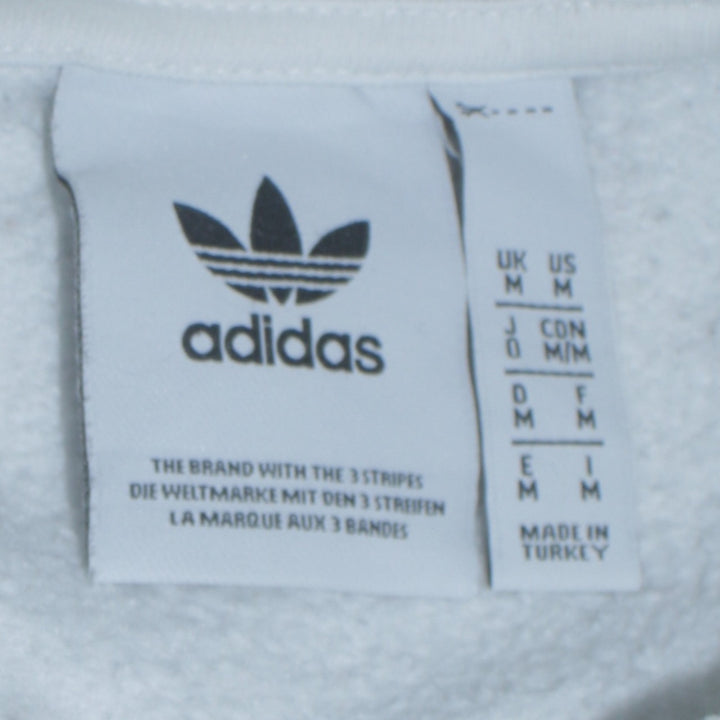 adidas
THE BRAND WITH THE 3 STRIPES
DIE WELTMARKE MIT DEN 3 STREIFEN
LA MARQUE AUX 3 BANDES
UK US
M M
J CDN
O M/M
D F
M M
E I
M M
MADE IN
TURKEY